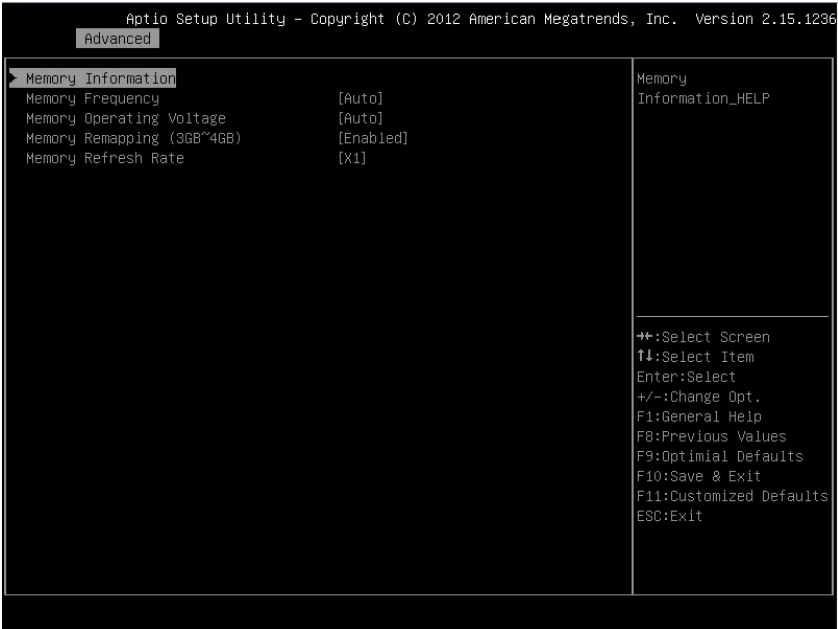 Aptio Setup Utility – Copyright (C) 2012 American Megatrends, Inc. Version 2.15.1236
Advanced
Memory Information
Memory Frequency [Auto]
Memory Operating Voltage [Auto]
Memory Remapping (3GB~4GB) [Enabled]
Memory Refresh Rate [X1]
Memory
Information_HELP
→←:Select Screen
↑↓:Select Item
Enter:Select
+/-:Change Opt.
F1:General Help
F8:Previous Values
F9:Optimial Defaults
F10:Save & Exit
F11:Customized Defaults
ESC:Exit